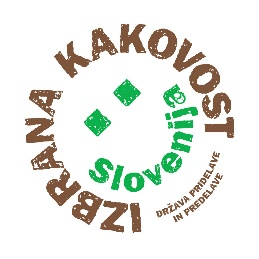 IZBRANA KAKOVOST
Slovenija
DRŽAVA PRIDELAVE
IN PREDELAVE